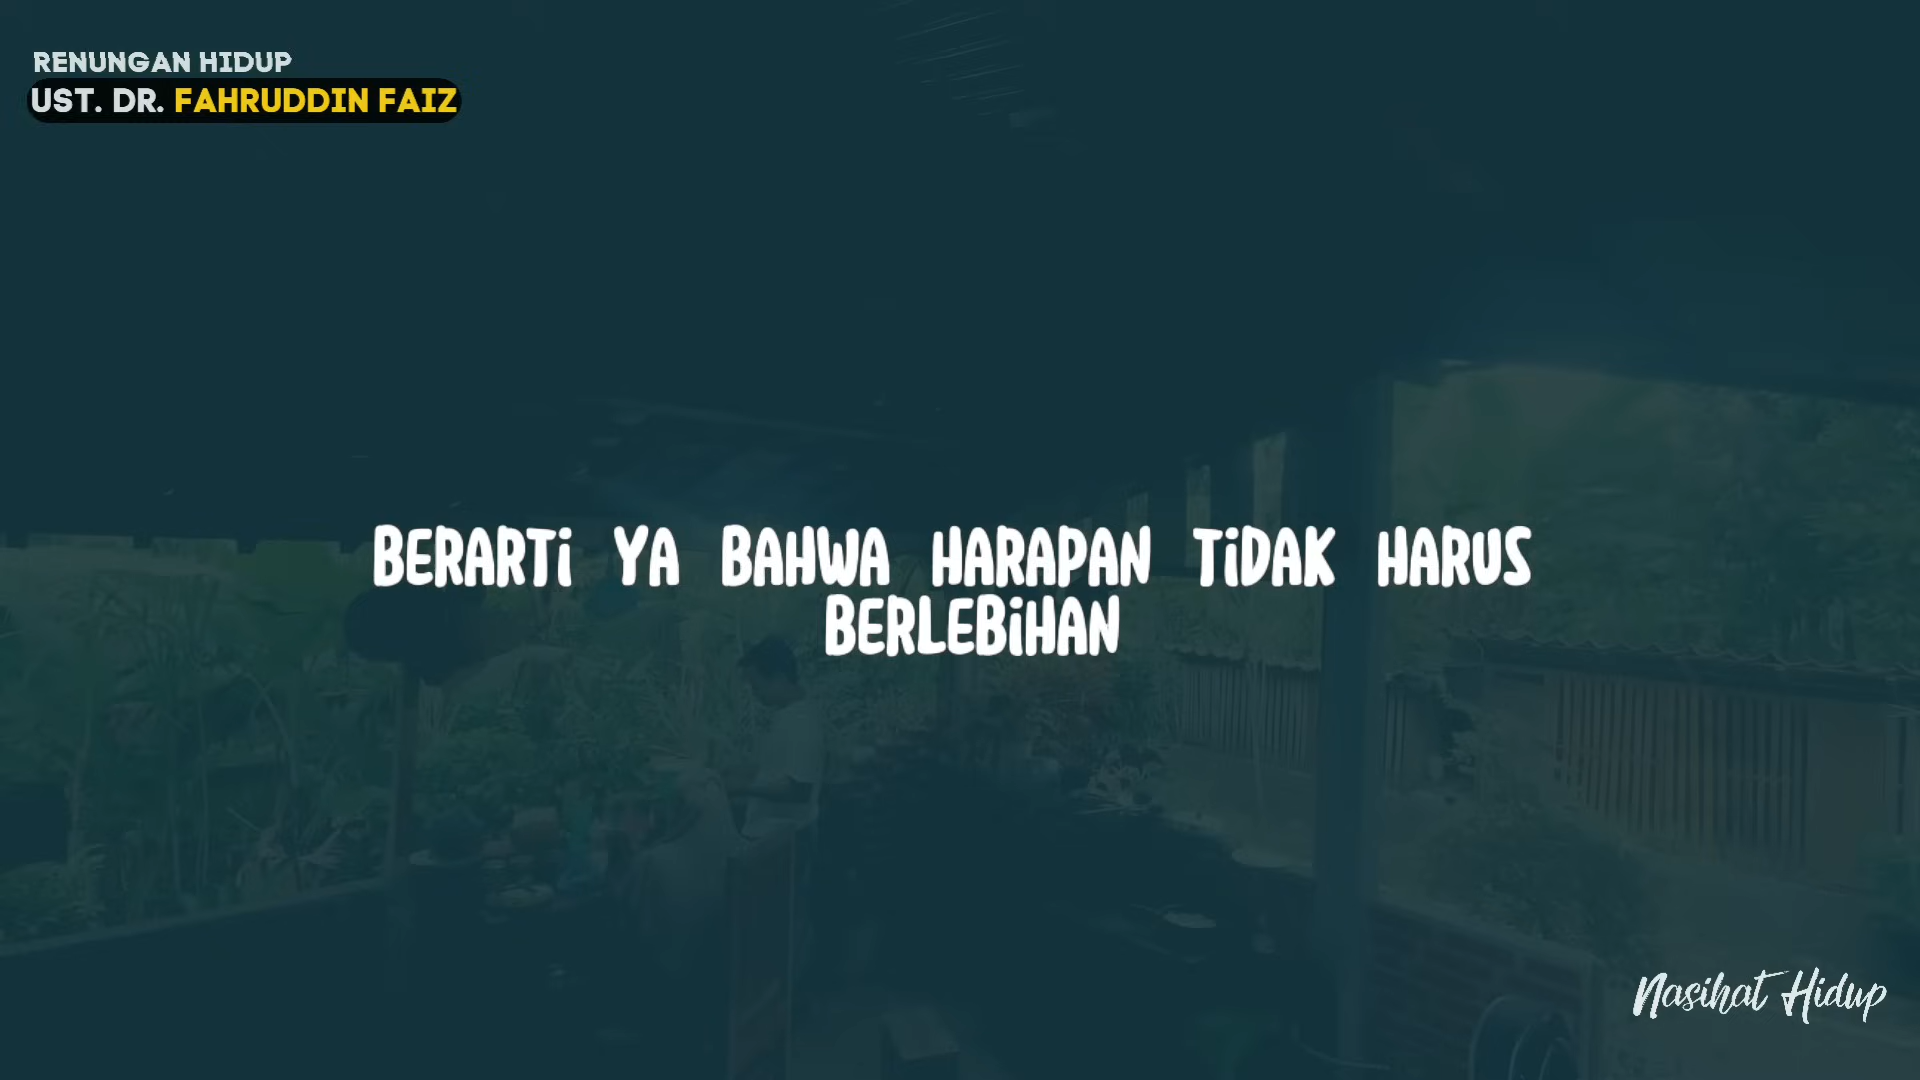 RENUNGAN HIDUP
UST. DR. FAHRUDDIN FAIZ
BERARTI YA BAHWA HARAPAN TIDAK HARUS
BERLEBIHAN
Nasihat Hidup